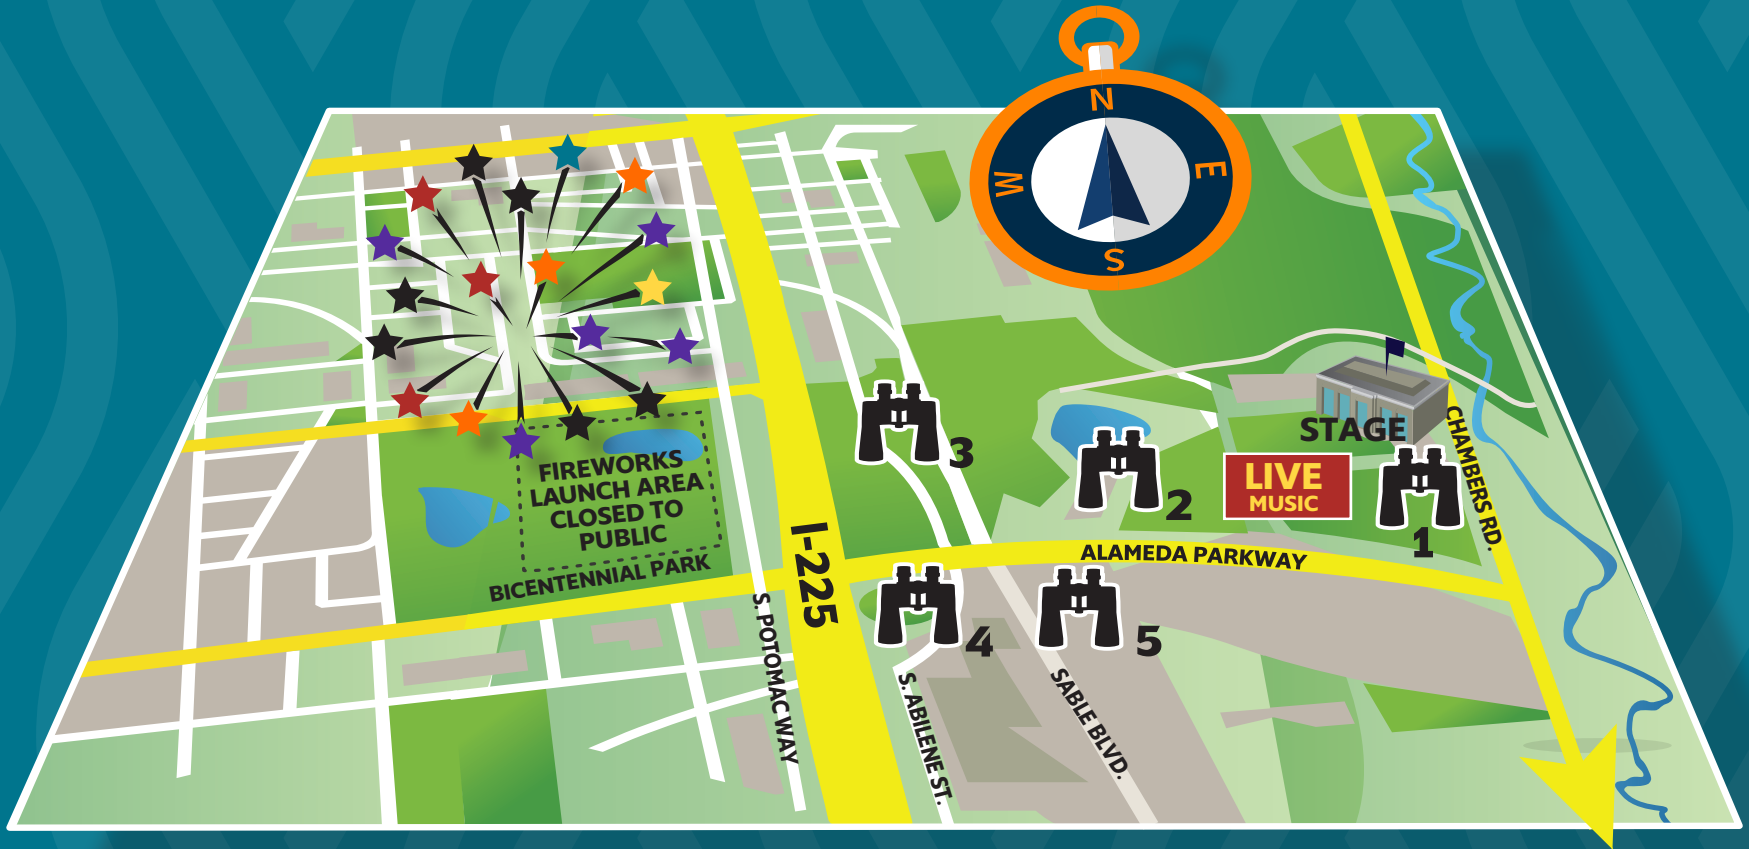 N
W
E
S
STAGE
LIVE
MUSIC
CHAMBERS RD.
3
2
1
FIREWORKS
LAUNCH AREA
CLOSED TO
PUBLIC
BICENTENNIAL PARK
I-225
ALAMEDA PARKWAY
4
5
S. POTOMAC WAY
S. ABILENE ST.
SABLE BLVD.